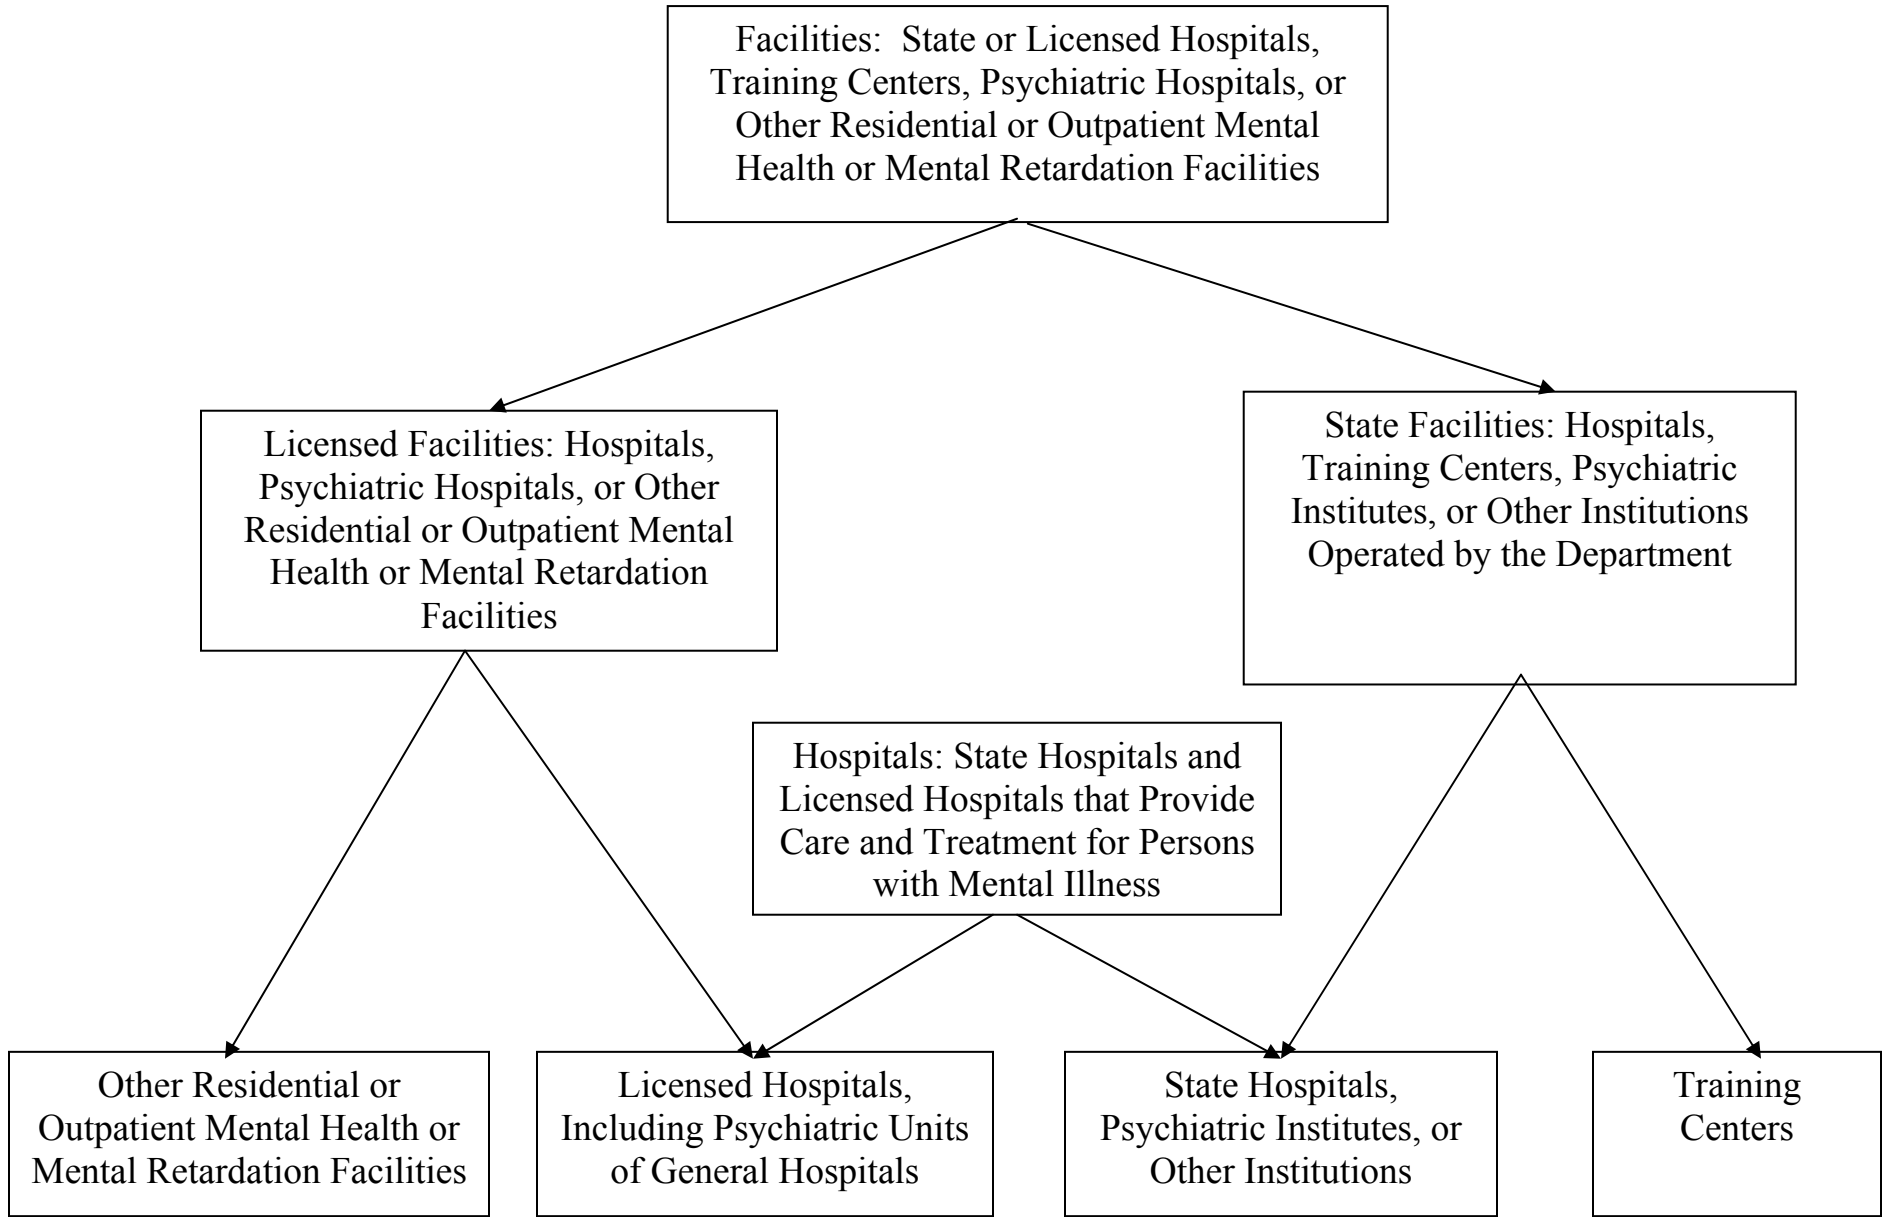 Facilities:  State or Licensed Hospitals,
Training Centers, Psychiatric Hospitals, or
Other Residential or Outpatient Mental
Health or Mental Retardation Facilities
Licensed Facilities: Hospitals,
Psychiatric Hospitals, or Other
Residential or Outpatient Mental
Health or Mental Retardation
Facilities
State Facilities: Hospitals,
Training Centers, Psychiatric
Institutes, or Other Institutions
Operated by the Department
Hospitals: State Hospitals and
Licensed Hospitals that Provide
Care and Treatment for Persons
with Mental Illness
Other Residential or
Outpatient Mental Health or
Mental Retardation Facilities
Licensed Hospitals,
Including Psychiatric Units
of General Hospitals
State Hospitals,
Psychiatric Institutes, or
Other Institutions
Training
Centers